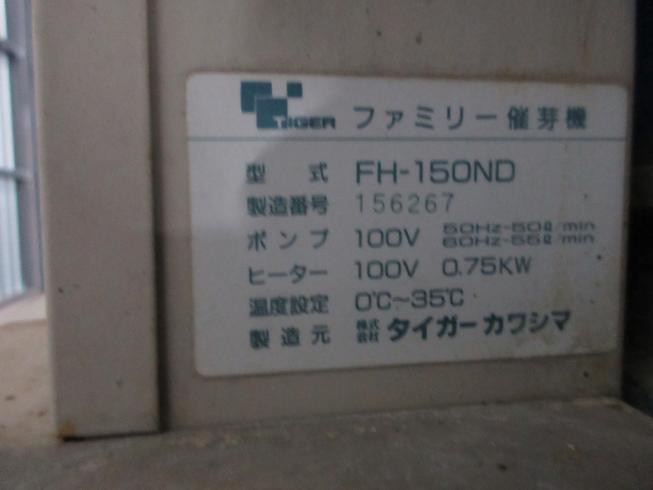 TIGER ファミリー催芽機
型式 FH-150ND
製造番号 156267
ポンプ 100V 50Hz-50ℓ/min
60Hz-55ℓ/min
ヒーター 100V 0.75KW
温度設定 0℃~35℃
製造元 株式会社 タイガーカワシマ